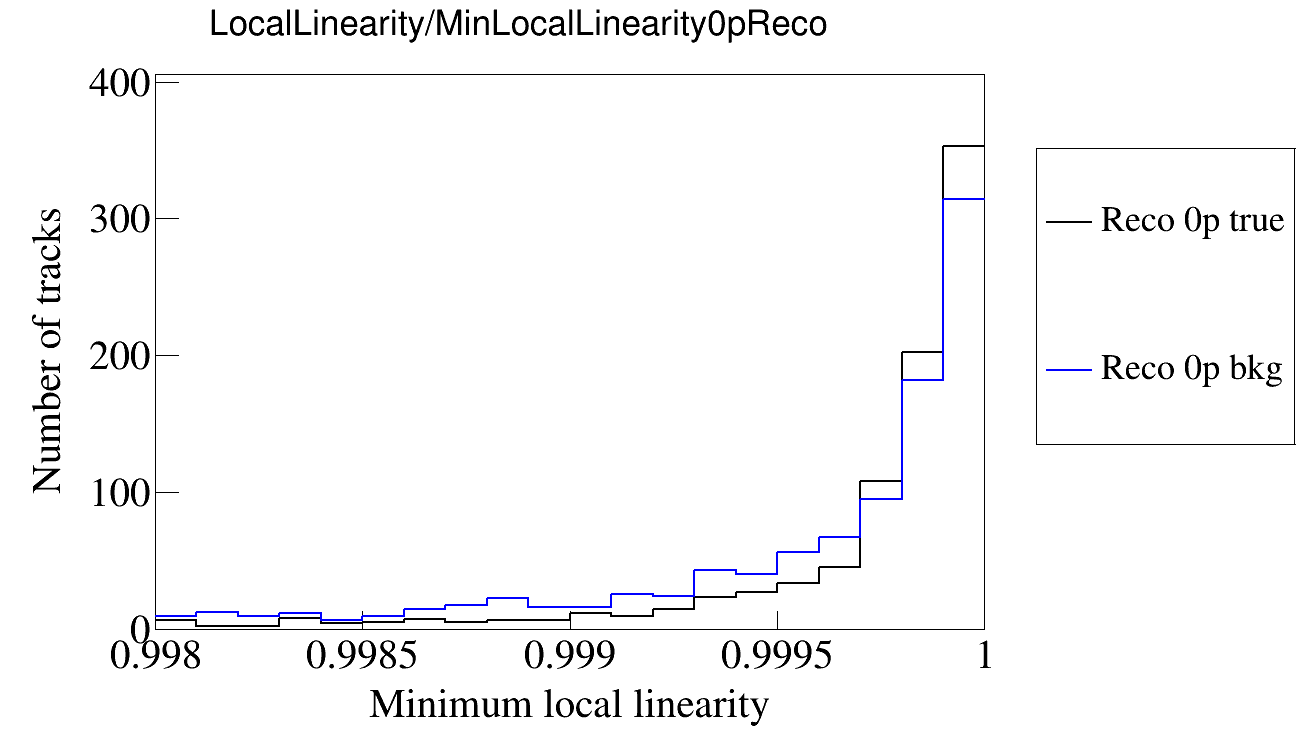 LocalLinearity/MinLocalLinearity0pReco
400
300
200
100
0
Number of tracks
0.998 0.9985 0.999 0.9995 1
Minimum local linearity
Reco 0p true
Reco 0p bkg